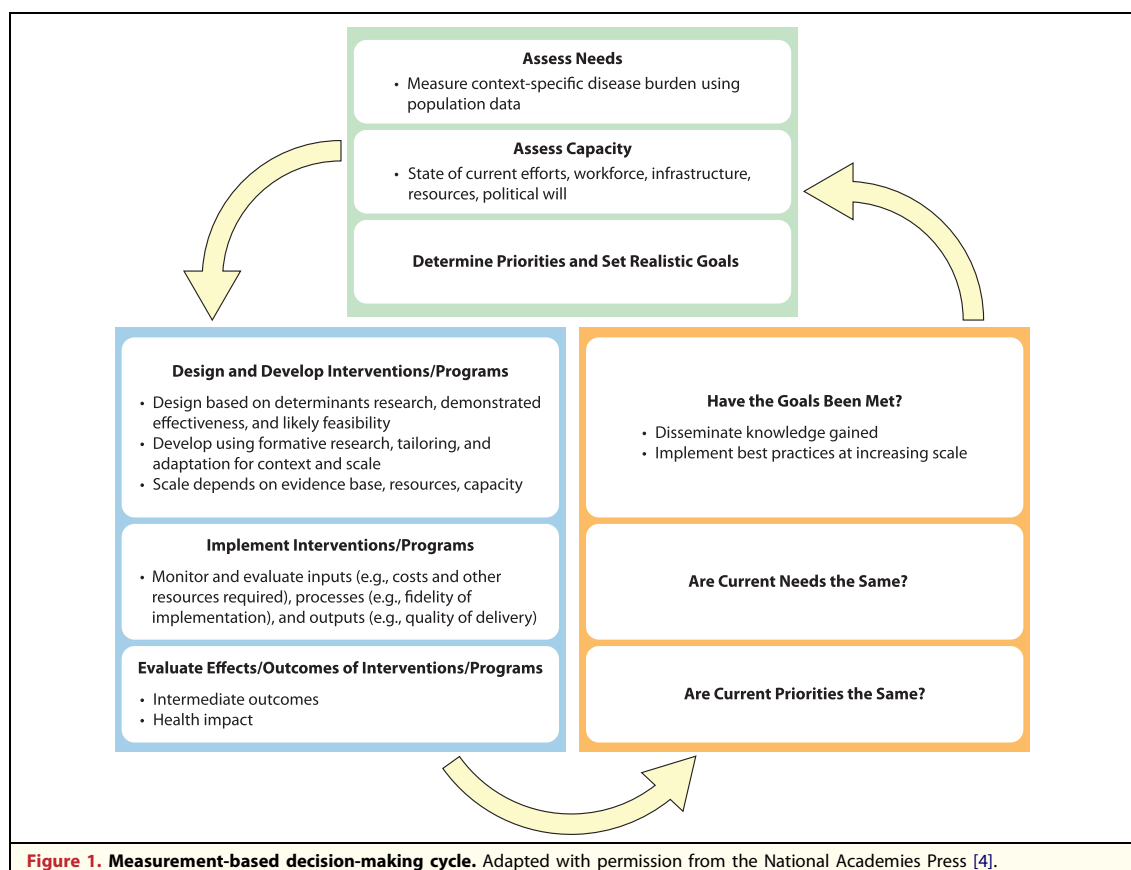 Assess Needs
• Measure context-specific disease burden using
population data
Assess Capacity
• State of current efforts, workforce, infrastructure,
resources, political will
Determine Priorities and Set Realistic Goals
Design and Develop Interventions/Programs
• Design based on determinants research, demonstrated
effectiveness, and likely feasibility
• Develop using formative research, tailoring, and
adaptation for context and scale
• Scale depends on evidence base, resources, capacity
Implement Interventions/Programs
• Monitor and evaluate inputs (e.g., costs and other
resources required), processes (e.g., fidelity of
implementation), and outputs (e.g., quality of delivery)
Evaluate Effects/Outcomes of Interventions/Programs
• Intermediate outcomes
• Health impact
Have the Goals Been Met?
• Disseminate knowledge gained
• Implement best practices at increasing scale
Are Current Needs the Same?
Are Current Priorities the Same?
Figure 1. Measurement-based decision-making cycle. Adapted with permission from the National Academies Press [4].